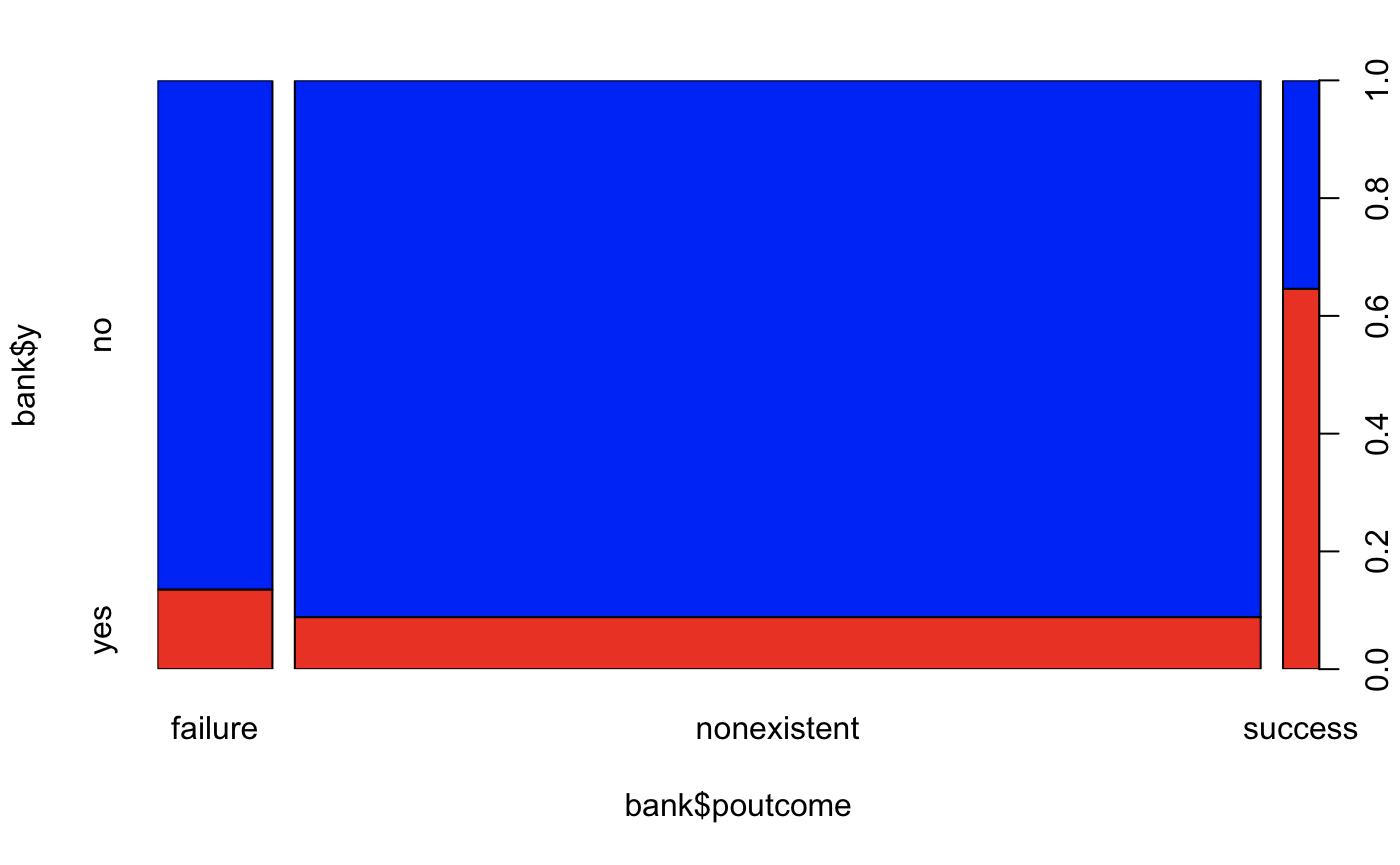 bank$y
no
yes
1.0
0.8
0.6
0.4
0.2
0.0
failure nonexistent success
bank$poutcome